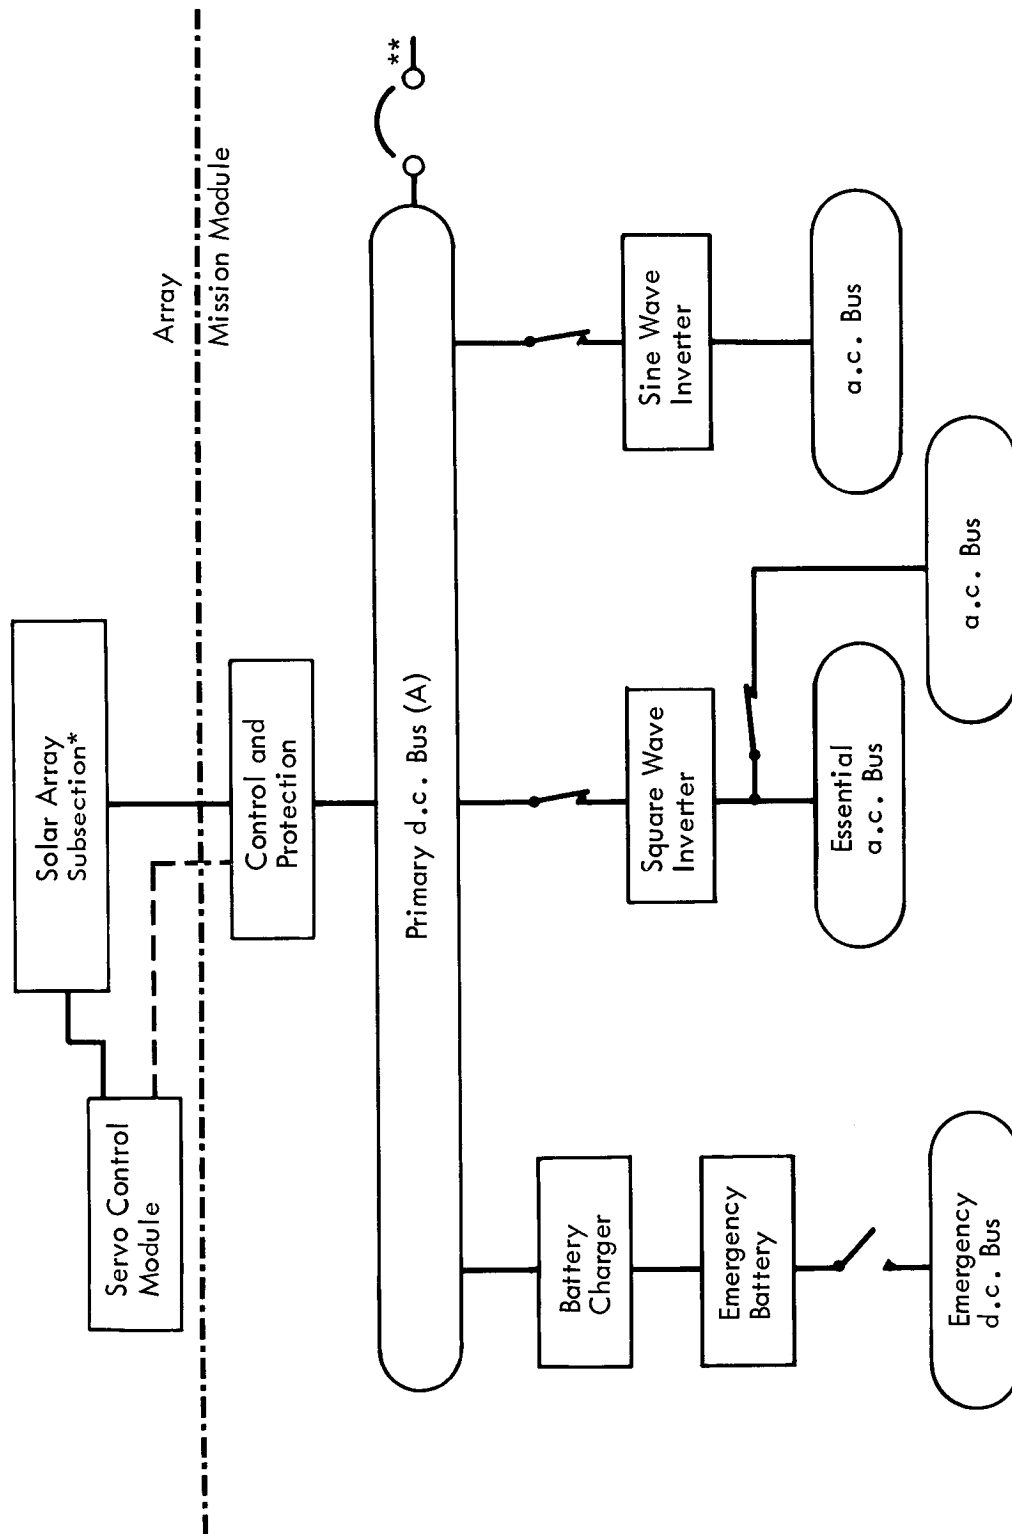 Servo Control
Module
Solar Array
Subsection*
Array
Mission Module
Control and
Protection
Primary d.c. Bus (A)
**
Battery
Charger
Square Wave
Inverter
Sine Wave
Inverter
Emergency
Battery
Essential
a.c. Bus
a.c. Bus
Emergency
d.c. Bus
a.c. Bus